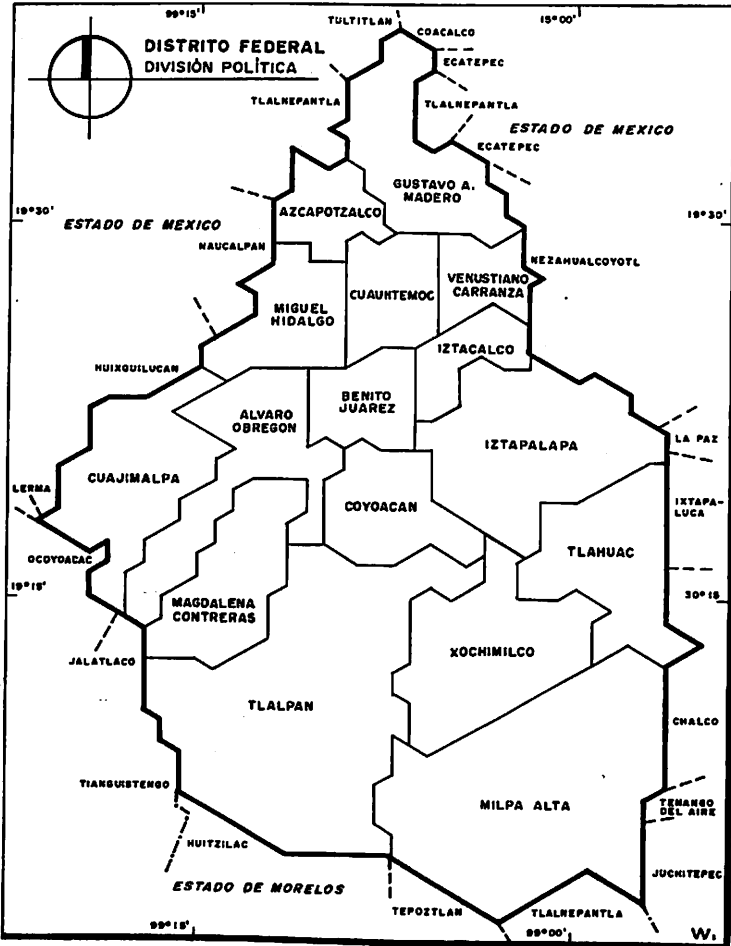 99°15'
15°00'
TULTITLAN
COACALCO
DISTRITO FEDERAL
DIVISIÓN POLÍTICA
ECATEPEC
TLALNEPANTLA
TLALNEPANTLA
ESTADO DE MEXICO
ECATEPEC
GUSTAVO A.
MADERO
AZCAPOTZALCO
19°30'
ESTADO DE MEXICO
19°30'
NAUCALPAN
NEZAHUALCOYOTL
VENUSTIANO
CARRANZA
CUAUHTEMOC
MIGUEL
HIDALGO
IZTACALCO
HUIXQUILUCAN
BENITO
JUAREZ
ALVARO
OBREGON
IZTAPALAPA
LA PAZ
CUAJIMALPA
LERMA
COYOACAN
IXTAPA-
LUCA
OCOYOACAC
TLAHUAC
19°15'
30°15
MAGDALENA
CONTRERAS
XOCHIMILCO
JALATLACO
TLALPAN
CHALCO
TIANGUISTENGO
MILPA ALTA
TENANGO
DEL AIRE
HUITZILAC
JUCHITEPEC
ESTADO DE MORELOS
TEPOZTLAN
TLALNEPANTLA
99°15'
99°00'
W.